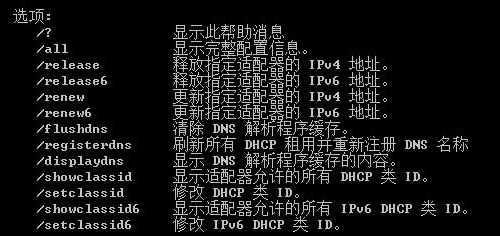 选项:
/? 显示此帮助消息
/all 显示完整配置信息。
/release 释放指定适配器的 IPv4 地址。
/release6 释放指定适配器的 IPv6 地址。
/renew 更新指定适配器的 IPv4 地址。
/renew6 更新指定适配器的 IPv6 地址。
/flushdns 清除 DNS 解析程序缓存。
/registerdns 刷新所有 DHCP 租用并重新注册 DNS 名称
/displaydns 显示 DNS 解析程序缓存的内容。
/showclassid 显示适配器允许的所有 DHCP 类 ID。
/setclassid 修改 DHCP 类 ID。
/showclassid6 显示适配器允许的所有 IPv6 DHCP 类 ID。
/setclassid6 修改 IPv6 DHCP 类 ID。